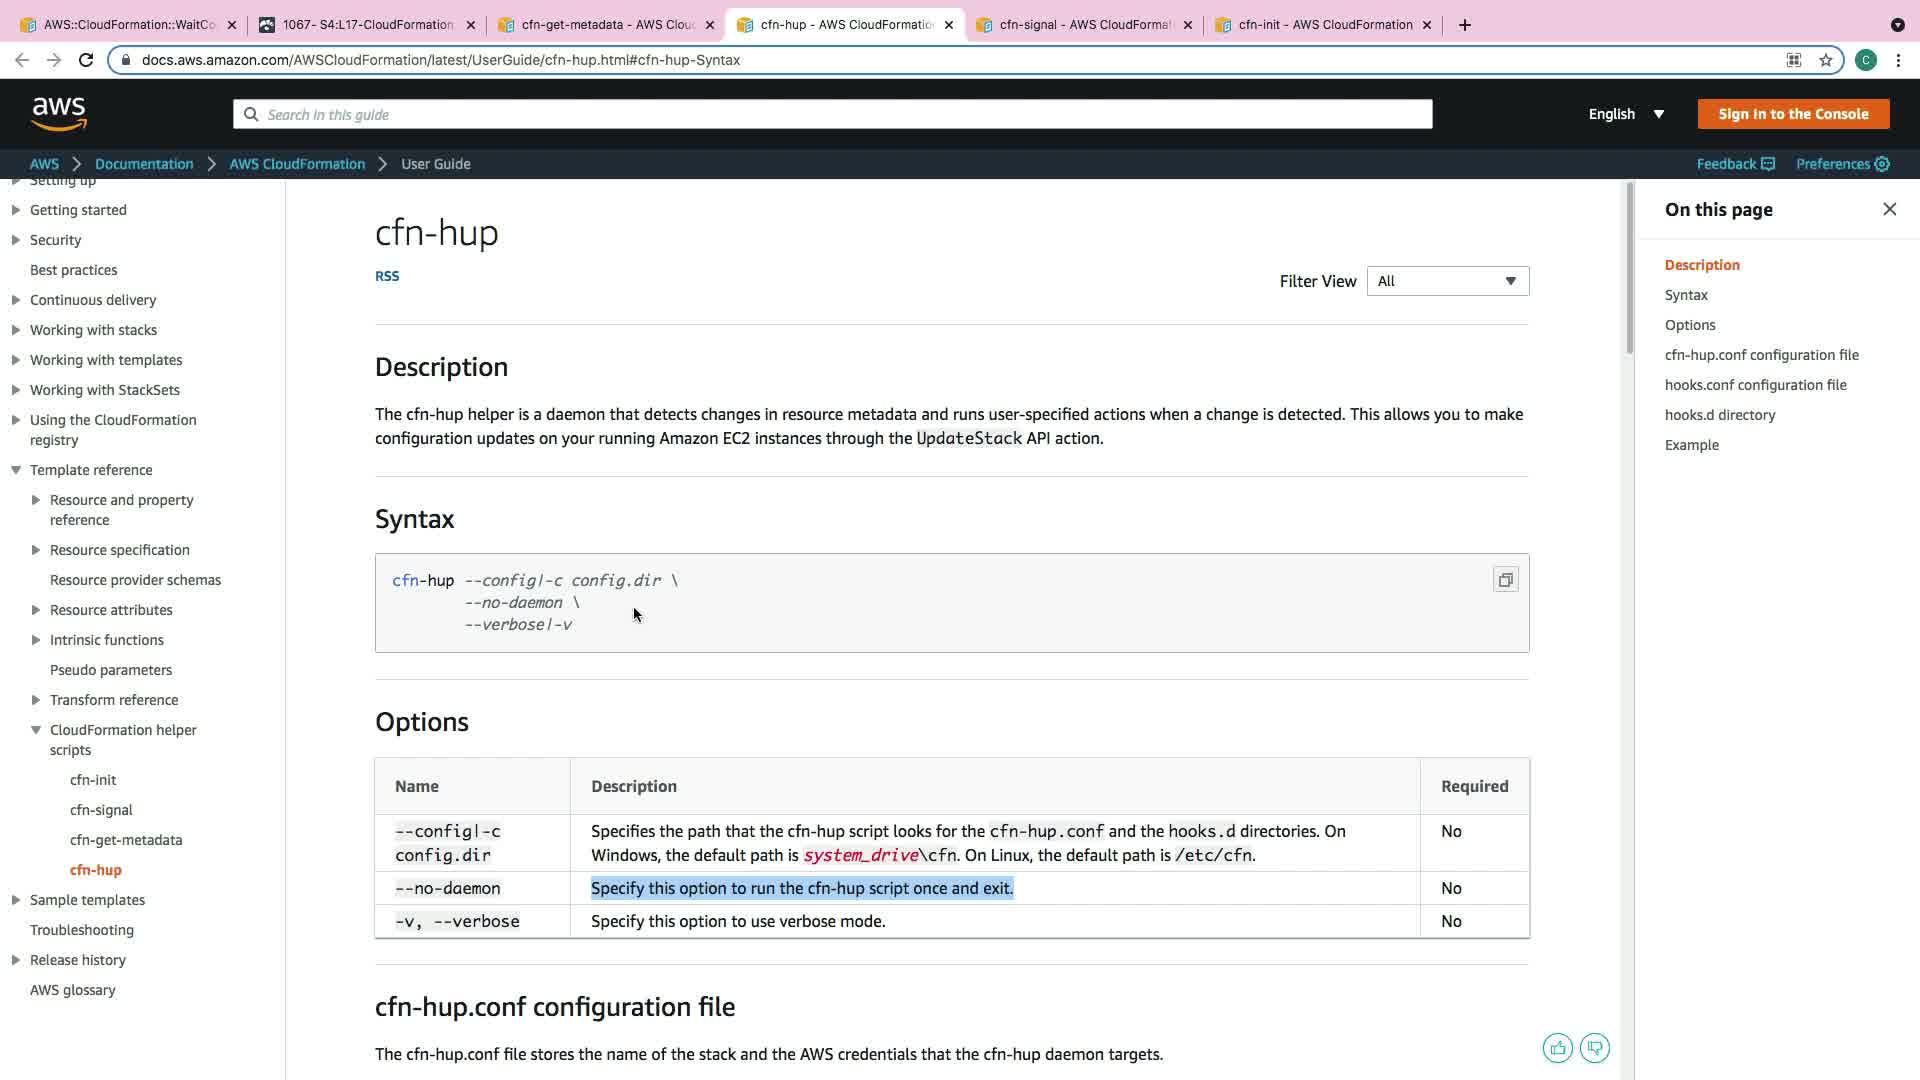 AWS::CloudFormation::WaitCo
1067- S4:L17-CloudFormation
cfn-get-metadata - AWS Clou
cfn-hup - AWS CloudFormatio
cfn-signal - AWS CloudFormat
cfn-init - AWS CloudFormation
docs.aws.amazon.com/AWSCloudFormation/latest/UserGuide/cfn-hup.html#cfn-hup-Syntax
C
aws
Search in this guide
English
Sign In to the Console
AWS
Documentation
AWS CloudFormation
User Guide
Feedback
Preferences
Setting up
Getting started
Security
Best practices
Continuous delivery
Working with stacks
Working with templates
Working with StackSets
Using the CloudFormation
registry
Template reference
Resource and property
reference
Resource specification
Resource provider schemas
Resource attributes
Intrinsic functions
Pseudo parameters
Transform reference
CloudFormation helper
scripts
cfn-init
cfn-signal
cfn-get-metadata
cfn-hup
Sample templates
Troubleshooting
Release history
AWS glossary
cfn-hup
RSS
Filter View
All
Description
The cfn-hup helper is a daemon that detects changes in resource metadata and runs user-specified actions when a change is detected. This allows you to make
configuration updates on your running Amazon EC2 instances through the UpdateStack API action.
Syntax
cfn-hup --config|-c config.dir \
--no-daemon \
--verbose|-v
Options
Name Description Required
--config|-c
config.dir
Specifies the path that the cfn-hup script looks for the cfn-hup.conf and the hooks.d directories. On
Windows, the default path is system_drive\cfn. On Linux, the default path is /etc/cfn.
No
--no-daemon Specify this option to run the cfn-hup script once and exit. No
-v, --verbose Specify this option to use verbose mode. No
cfn-hup.conf configuration file
The cfn-hup.conf file stores the name of the stack and the AWS credentials that the cfn-hup daemon targets.
On this page
Description
Syntax
Options
cfn-hup.conf configuration file
hooks.conf configuration file
hooks.d directory
Example